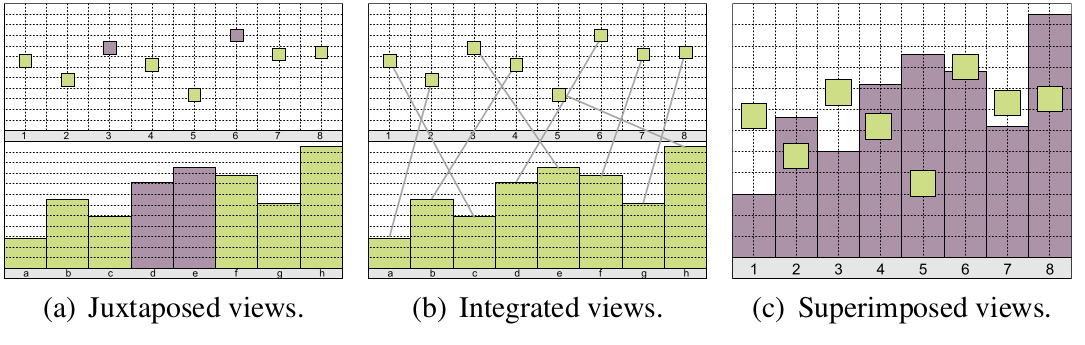 1 2 3 4 5 6 7 8
a b c d e f g h
(a) Juxtaposed views.
1 2 3 4 5 6 7 8
a b c d e f g h
(b) Integrated views.
1 2 3 4 5 6 7 8
(c) Superimposed views.